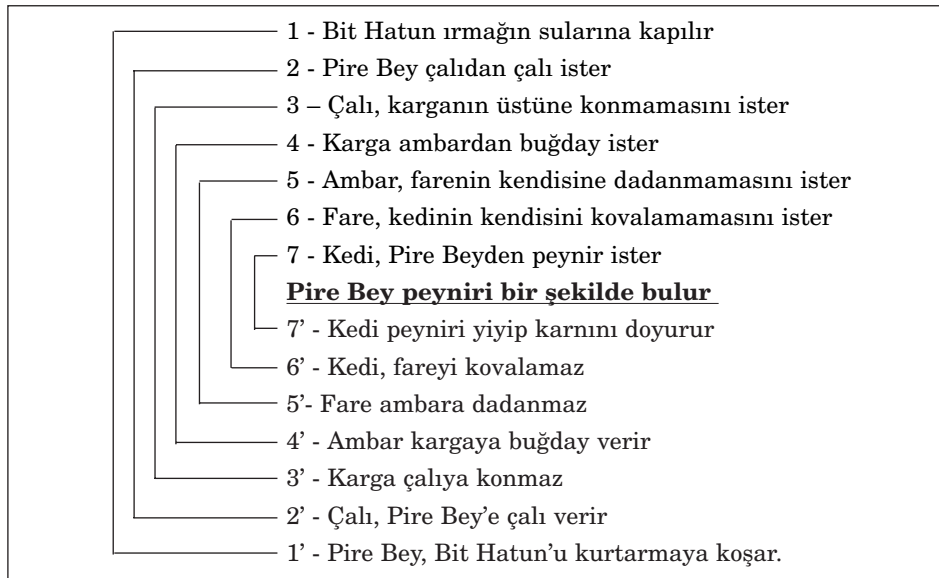 1 - Bit Hatun ırmağın sularına kapılır
2 - Pire Bey çalıdan çalı ister
3 – Çalı, karganın üstüne konmamasını ister
4 - Karga ambardan buğday ister
5 - Ambar, farenin kendisine dadanmamasını ister
6 - Fare, kedinin kendisini kovalamamasını ister
7 - Kedi, Pire Beyden peynir ister
Pire Bey peyniri bir şekilde bulur
7’ - Kedi peyniri yiyip karnını doyurur
6’ - Kedi, fareyi kovalamaz
5’- Fare ambara dadanmaz
4’ - Ambar kargaya buğday verir
3’ - Karga çalıya konmaz
2’ - Çalı, Pire Bey’e çalı verir
1’ - Pire Bey, Bit Hatun’u kurtarmaya koşar.